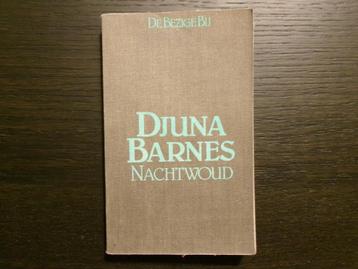 DE BEZIGE BIJ
DJUNA
BARNES
NACHTWOUD